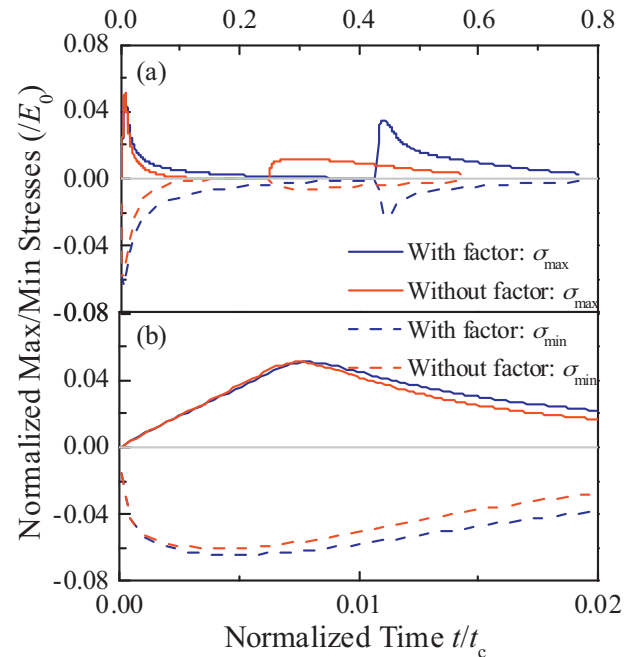 0.0 0.2 0.4 0.6 0.8
0.08
(a)
0.04
0.00
-0.04
With factor: σmax
Without factor: σmax
-0.08
0.08
(b)
With factor: σmin
Without factor: σmin
0.04
0.00
-0.04
-0.08
0.00 0.01 0.02
Normalized Time t/tc
Normalized Max/Min Stresses (/E0)